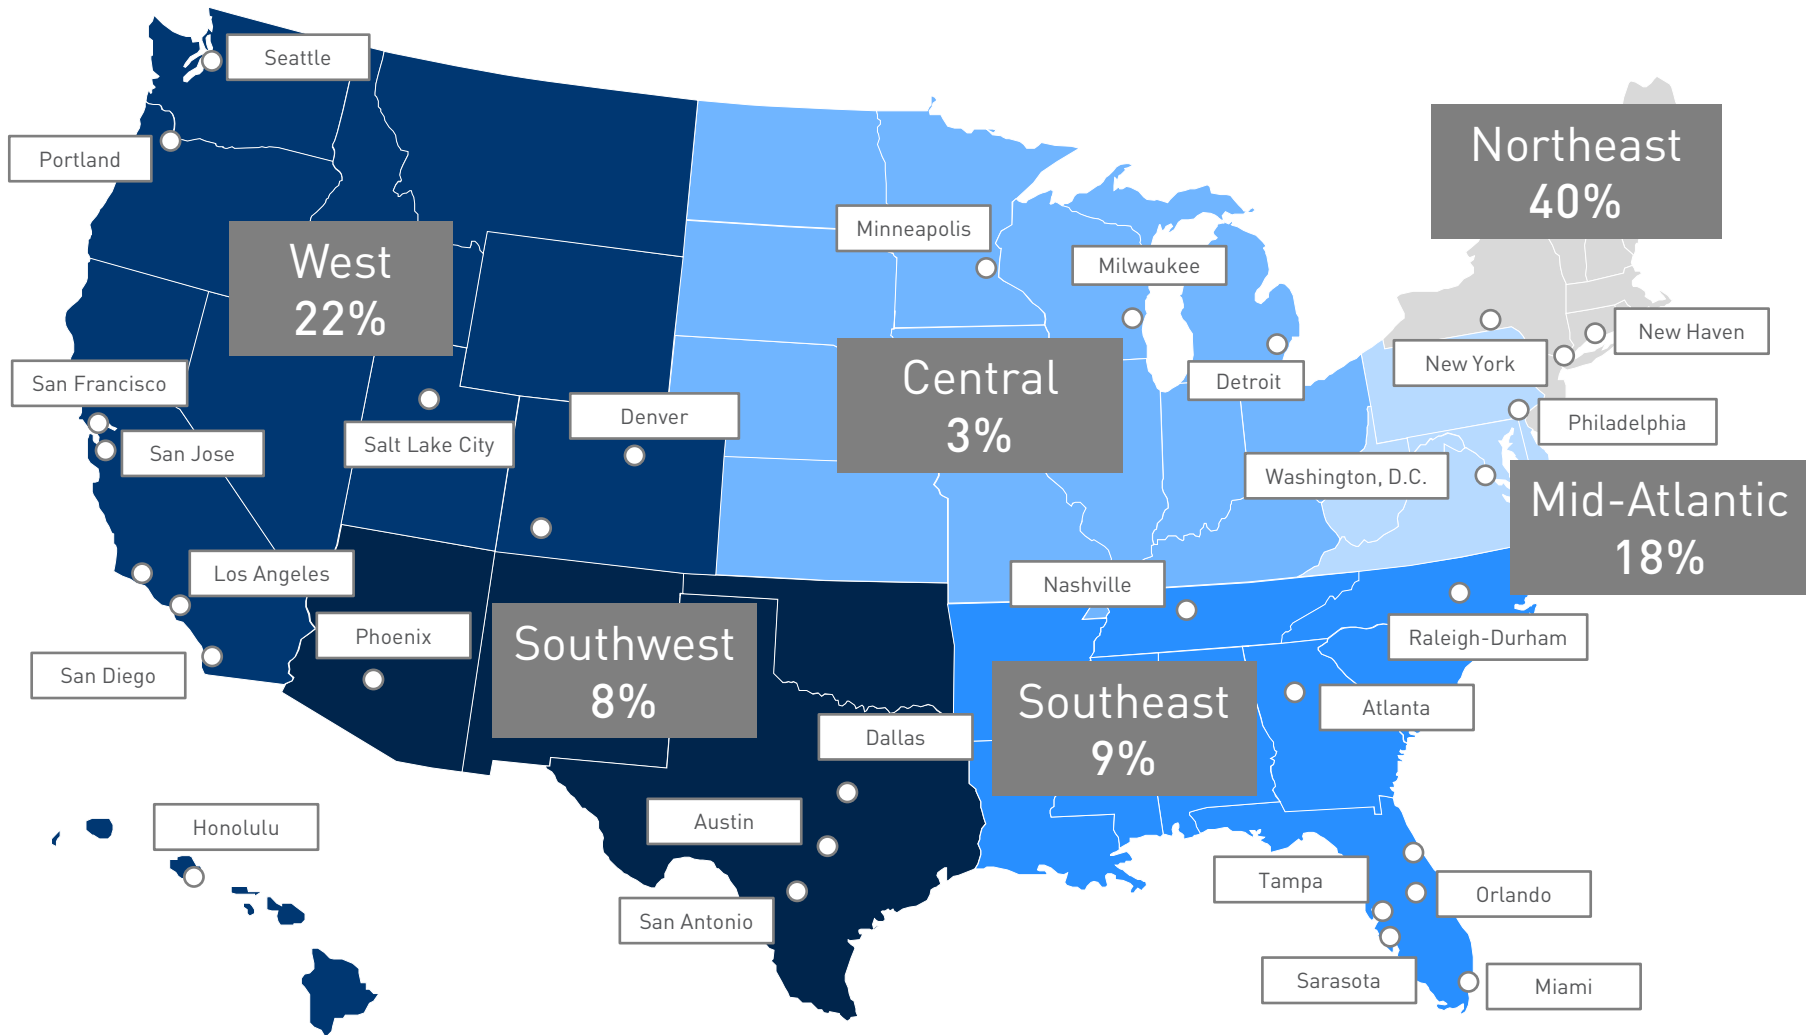 Seattle
Portland
Northeast
40%
West
22%
Minneapolis
Milwaukee
New Haven
San Francisco
Central
3%
New York
Detroit
Denver
Philadelphia
San Jose
Salt Lake City
Washington, D.C.
Mid-Atlantic
18%
Los Angeles
Nashville
Phoenix
Raleigh-Durham
Southwest
8%
San Diego
Southeast
9%
Atlanta
Dallas
Austin
Honolulu
Tampa
Orlando
San Antonio
Sarasota
Miami